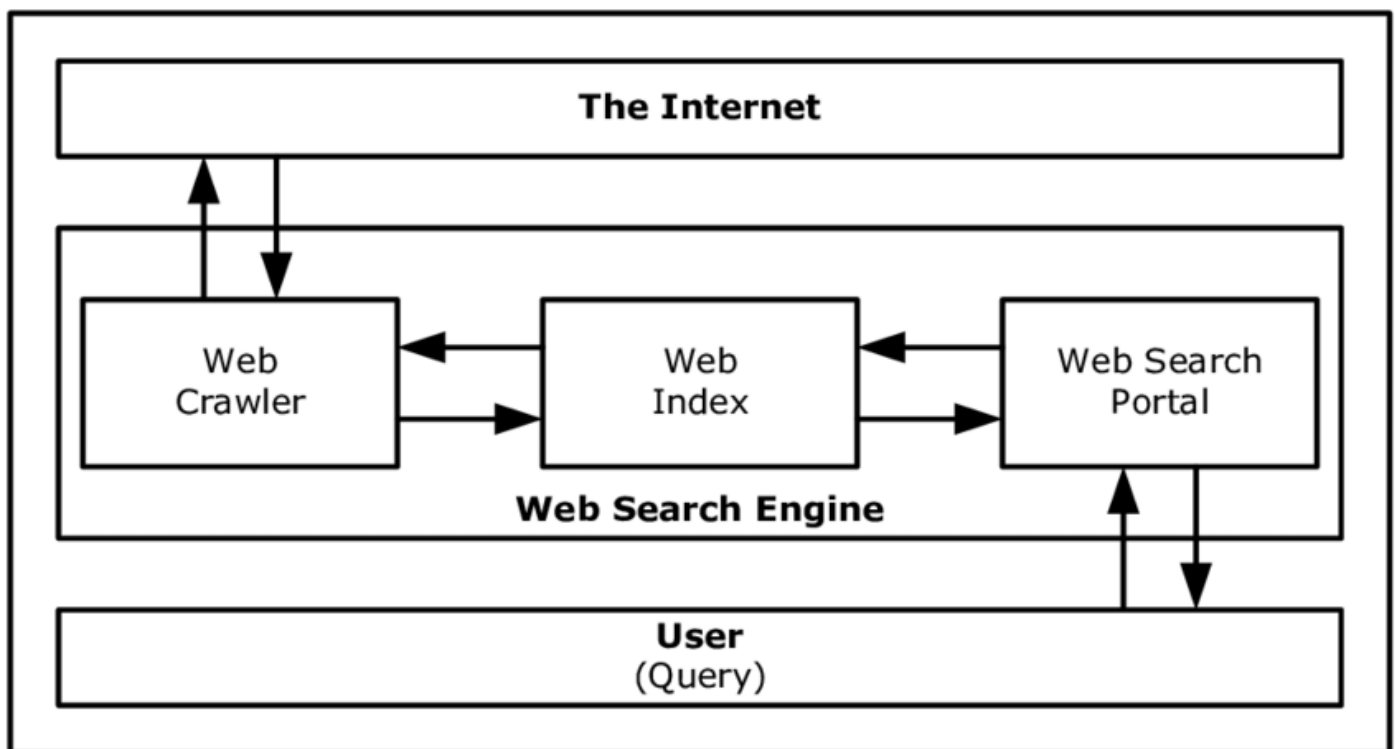 The Internet
Web
Crawler
Web
Index
Web Search
Portal
Web Search Engine
User
(Query)